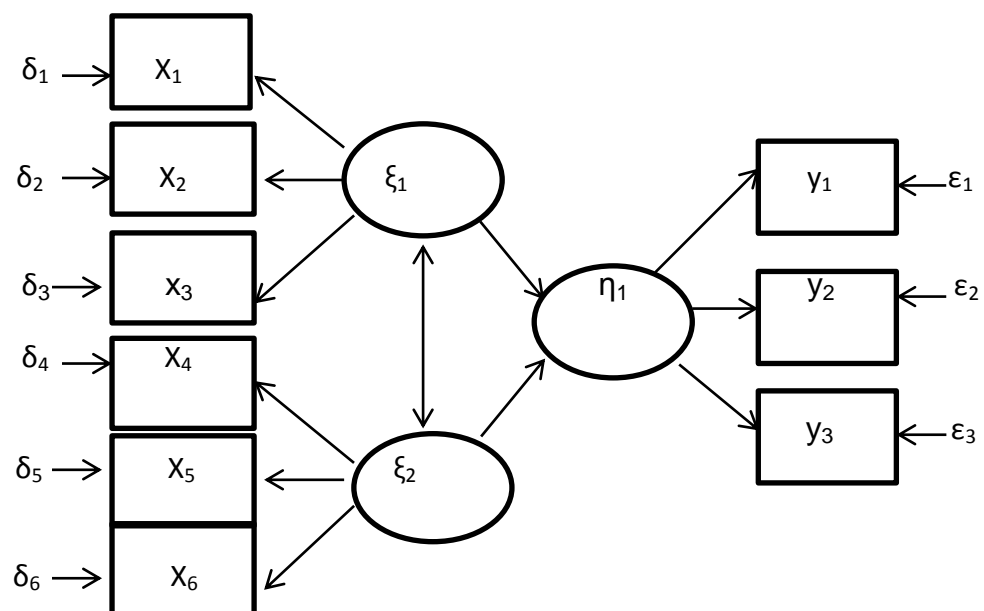 δ₁ X₁
δ₂ X₂
δ₃ x₃
δ₄ X₄
δ₅ X₅
δ₆ X₆
ξ₁
ξ₂
η₁
y₁ ε₁
y₂ ε₂
y₃ ε₃